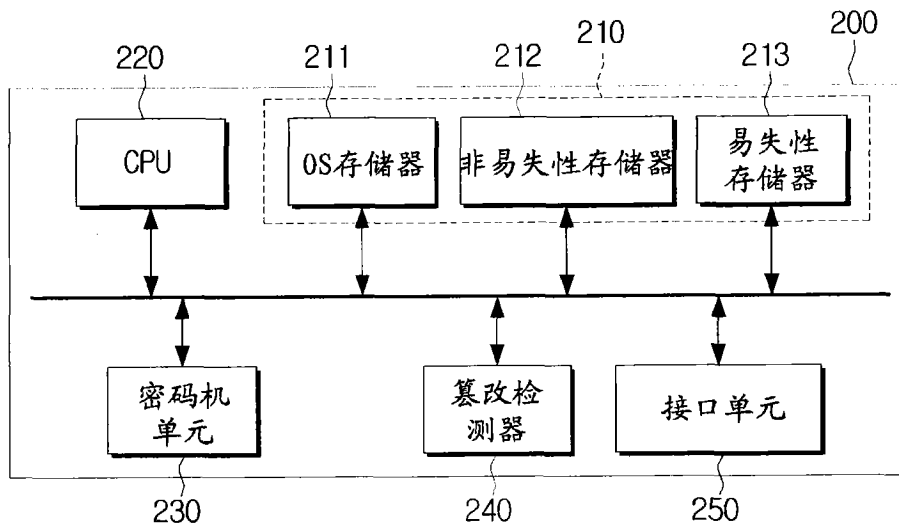 200
210
220
211
212
213
CPU
OS存储器
非易失性存储器
易失性
存储器
密码机
单元
篡改检
测器
接口单元
230
240
250